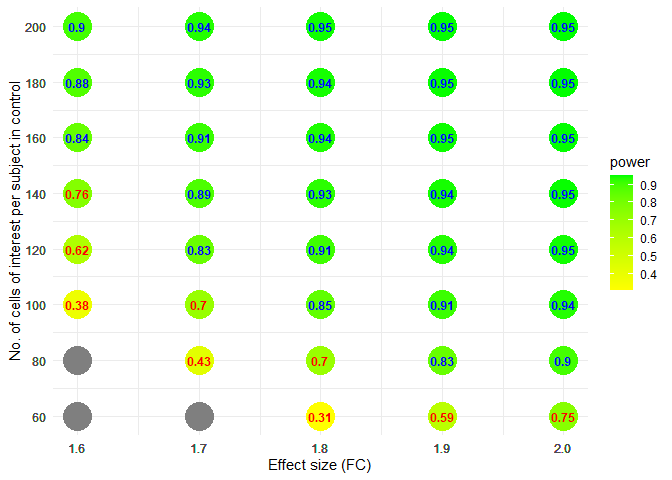 200 0.9 0.94 0.95 0.95 0.95
180 0.88 0.93 0.94 0.95 0.95
160 0.84 0.91 0.94 0.95 0.95
140 0.76 0.89 0.93 0.94 0.95
120 0.62 0.83 0.91 0.94 0.95
100 0.38 0.7 0.85 0.91 0.94
80 0.43 0.7 0.83 0.9
60 0.31 0.59 0.75
1.6 1.7 1.8 1.9 2.0
Effect size (FC)
No. of cells of interest per subject in control
power
0.9
0.8
0.7
0.6
0.5
0.4